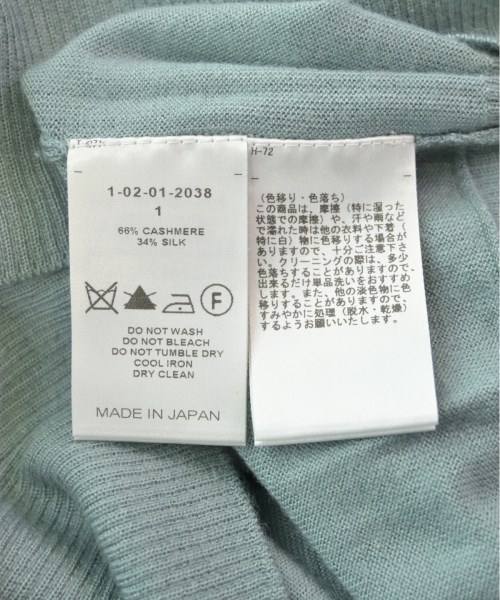 1-02-01-2038
1
66% CASHMERE
34% SILK
F
DO NOT WASH
DO NOT BLEACH
DO NOT TUMBLE DRY
COOL IRON
DRY CLEAN
MADE IN JAPAN
H-72
(色移り・色落ち)
この商品は、摩擦(特に湿った
状態での摩擦)や、汗や雨など
で濡れた時は他の衣料や下着(
特に白)物に色移りする場合が
ありますので、十分ご注意下さ
い。クリーニングの際は、多少
色落ちすることがありますので、
出来るだけ単品洗いをおすすめ
します。また、他の淡色物に色
移りすることがありますので、
すみやかに処理(脱水・乾燥)
するようお願いいたします。